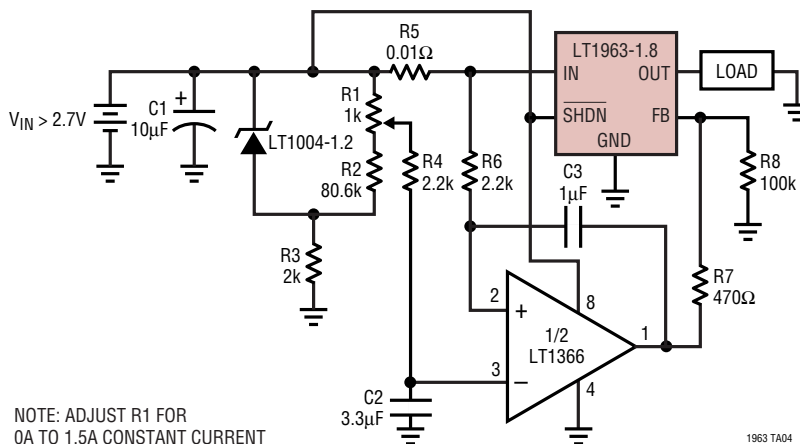 R5
0.01Ω
LT1963-1.8
IN
OUT
LOAD
SHDN
FB
GND
VIN > 2.7V
C1
10µF
+
LT1004-1.2
R1
1k
R2
80.6k
R4
2.2k
R6
2.2k
C3
1µF
R8
100k
R3
2k
R7
470Ω
2
+
8
1/2
LT1366
1
3
–
4
C2
3.3µF
NOTE: ADJUST R1 FOR
0A TO 1.5A CONSTANT CURRENT
1963 TA04